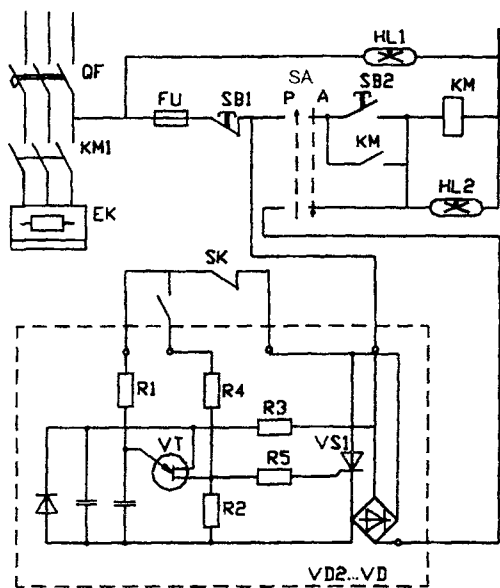 HL1
QF
SA
FU
SB1
P
A
SB2
KM
KM1
KM
EK
HL2
SK
R1
R4
R3
VT
R5
VS1
R2
VD2...VD